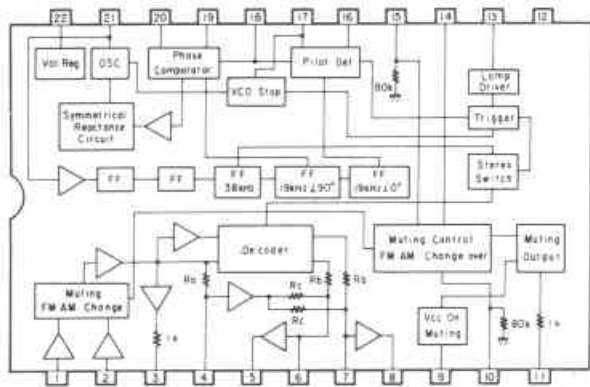 22 21 20 19 18 17 16 15 14 13 12
Vol Reg
OSC
Phase
Comparator
Pilot Det
VCO Stop
80k
Lamp
Driver
Trigger
Symmetrical
Reactance
Circuit
FF
FF
FF
38kHz
FF
19kHz∠90°
FF
19kHz∠0°
Stereo
Switch
Decoder
Muting
FM AM Change
Muting Control
FM AM Change over
Muting
Output
Ra
Rc
Rc
Rb
Rb
1k
Vcc On
Muting
80k
1k
1 2 3 4 5 6 7 8 9 10 11